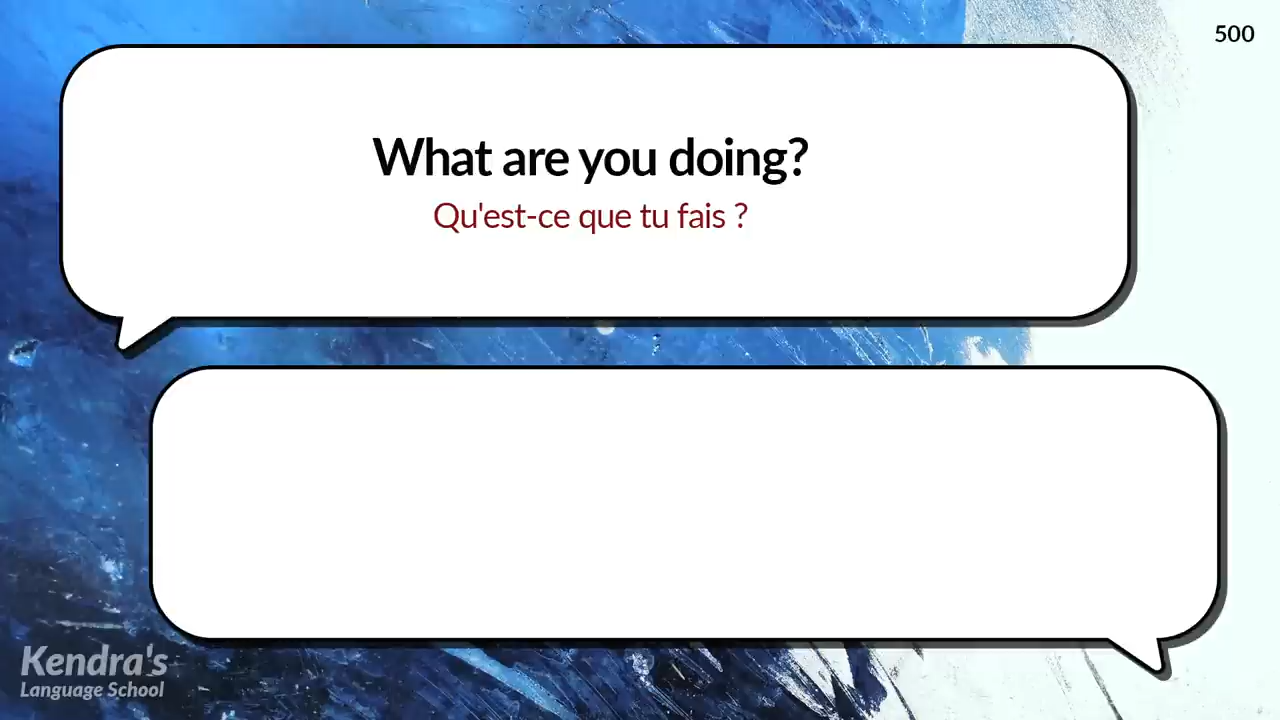 500
What are you doing?
Qu'est-ce que tu fais ?
Kendra's
Language School